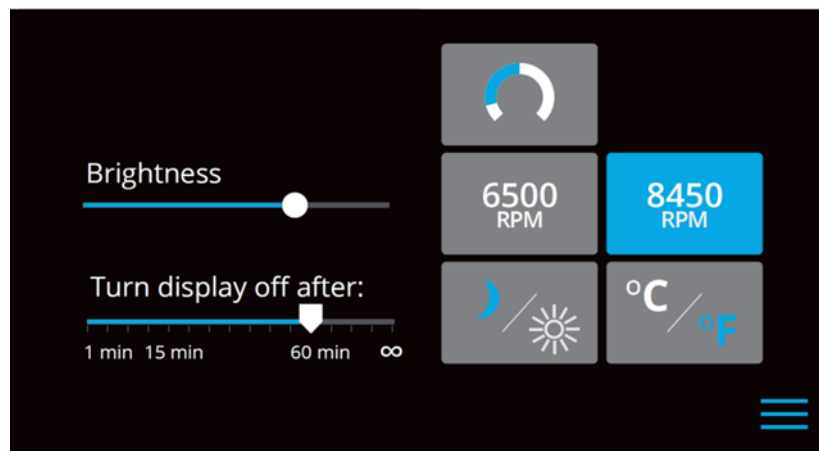 Brightness
Turn display off after:
1 min 15 min 60 min ∞
6500
RPM
8450
RPM
°C
°F